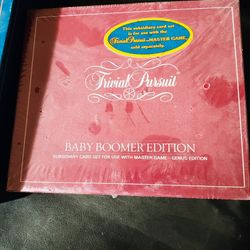 This subsidiary card set
is for use with the
Trivial Pursuit MASTER GAME,
sold separately.
Trivial Pursuit
BABY BOOMER EDITION
SUBSIDIARY CARD SET FOR USE WITH MASTER GAME – GENUS EDITION